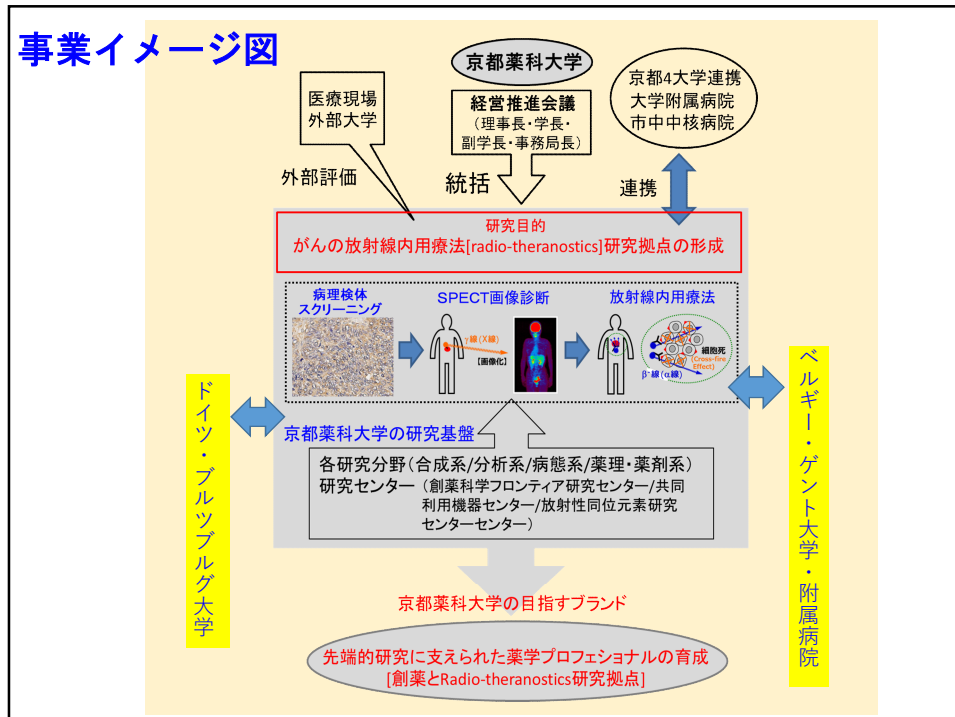 事業イメージ図
京都薬科大学
医療現場
外部大学
経営推進会議
（理事長・学長・
副学長・事務局長）
京都4大学連携
大学附属病院
市中中核病院
外部評価
統括
連携
研究目的
がんの放射線内用療法[radio-theranostics]研究拠点の形成
病理検体
スクリーニング
SPECT画像診断
放射線内用療法
γ線(X線)
【画像化】
細胞死
[Cross-fire
Effect]
β⁻線(α線)
ドイツ・ブルツブルグ大学
ベルギー・ゲント大学・附属病院
京都薬科大学の研究基盤
各研究分野（合成系/分析系/病態系/薬理・薬剤系）
研究センター（創薬科学フロンティア研究センター/共同
利用機器センター/放射性同位元素研究
センターセンター）
京都薬科大学の目指すブランド
先端的研究に支えられた薬学プロフェショナルの育成
[創薬とRadio-theranostics研究拠点]